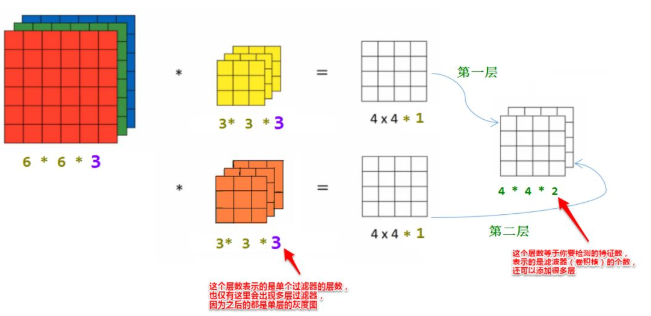 * =
第一层
3* 3 *3
4 x 4 * 1
6 * 6 * 3
* =
4 * 4 * 2
3* 3 *3
4 x 4 * 1
第二层
这个层数等于你要检测的特征数，
表示的是滤波器（卷积核）的个数，
还可以添加很多层
这个层数表示的是单个过滤器的层数，
也仅有这里会出现多层过滤器，
因为之后的都是单层的灰度图